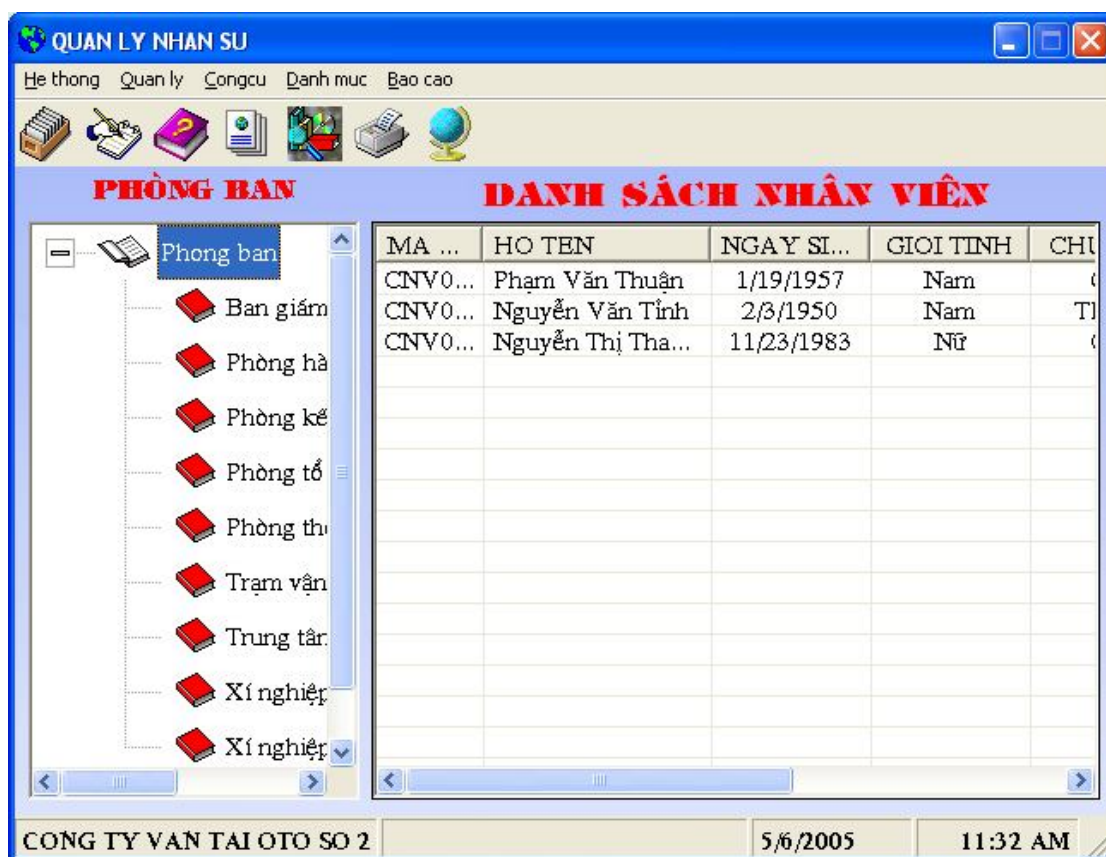 QUAN LY NHAN SU
He thong Quan ly Congcu Danh muc Bao cao
PHÒNG BAN
DANH SÁCH NHÂN VIÊN
Phong ban
Ban giám
Phòng hà
Phòng kế
Phòng tổ
Phòng th
Trạm vận
Trung tân
Xí nghiệp
Xí nghiệp
MA ... HO TEN NGAY SI... GIOI TINH CHU
CNV0... Phạm Văn Thuận 1/19/1957 Nam
CNV0... Nguyễn Văn Tỉnh 2/3/1950 Nam
CNV0... Nguyễn Thị Tha... 11/23/1983 Nữ
CONG TY VAN TAI OTO SO 2 5/6/2005 11:32 AM